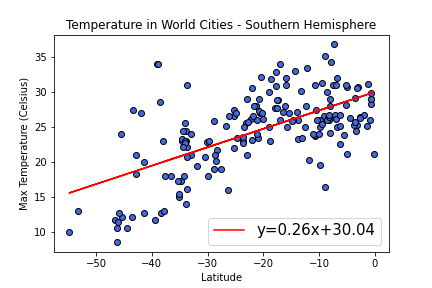 Temperature in World Cities - Southern Hemisphere
Max Temperature (Celsius)
35
30
25
20
15
10
y=0.26x+30.04
−50 −40 −30 −20 −10 0
Latitude